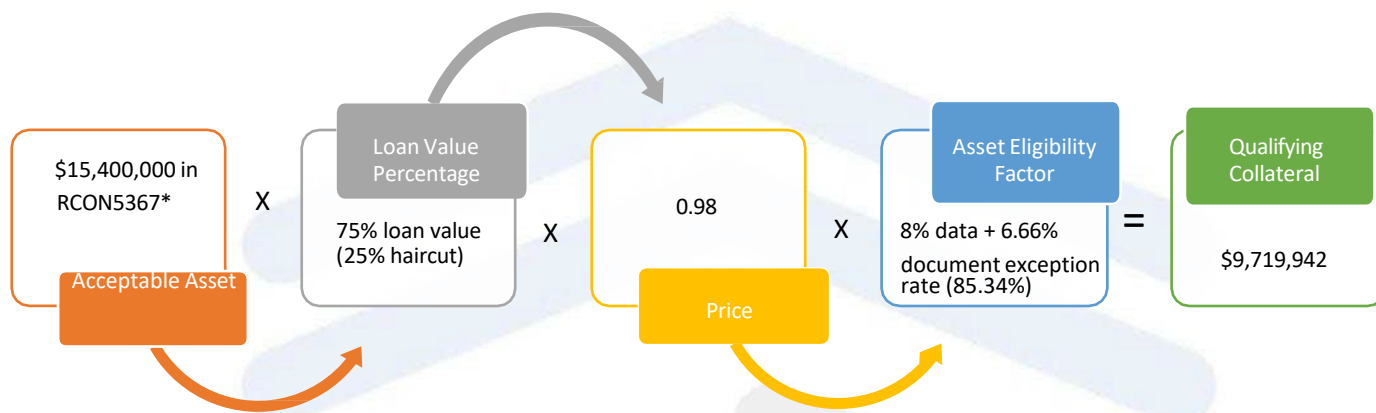 $15,400,000 in
RCON5367*
Acceptable Asset
X
Loan Value
Percentage
75% loan value
(25% haircut)
X
0.98
Price
X
Asset Eligibility
Factor
8% data + 6.66%
document exception
rate (85.34%)
=
Qualifying
Collateral
$9,719,942